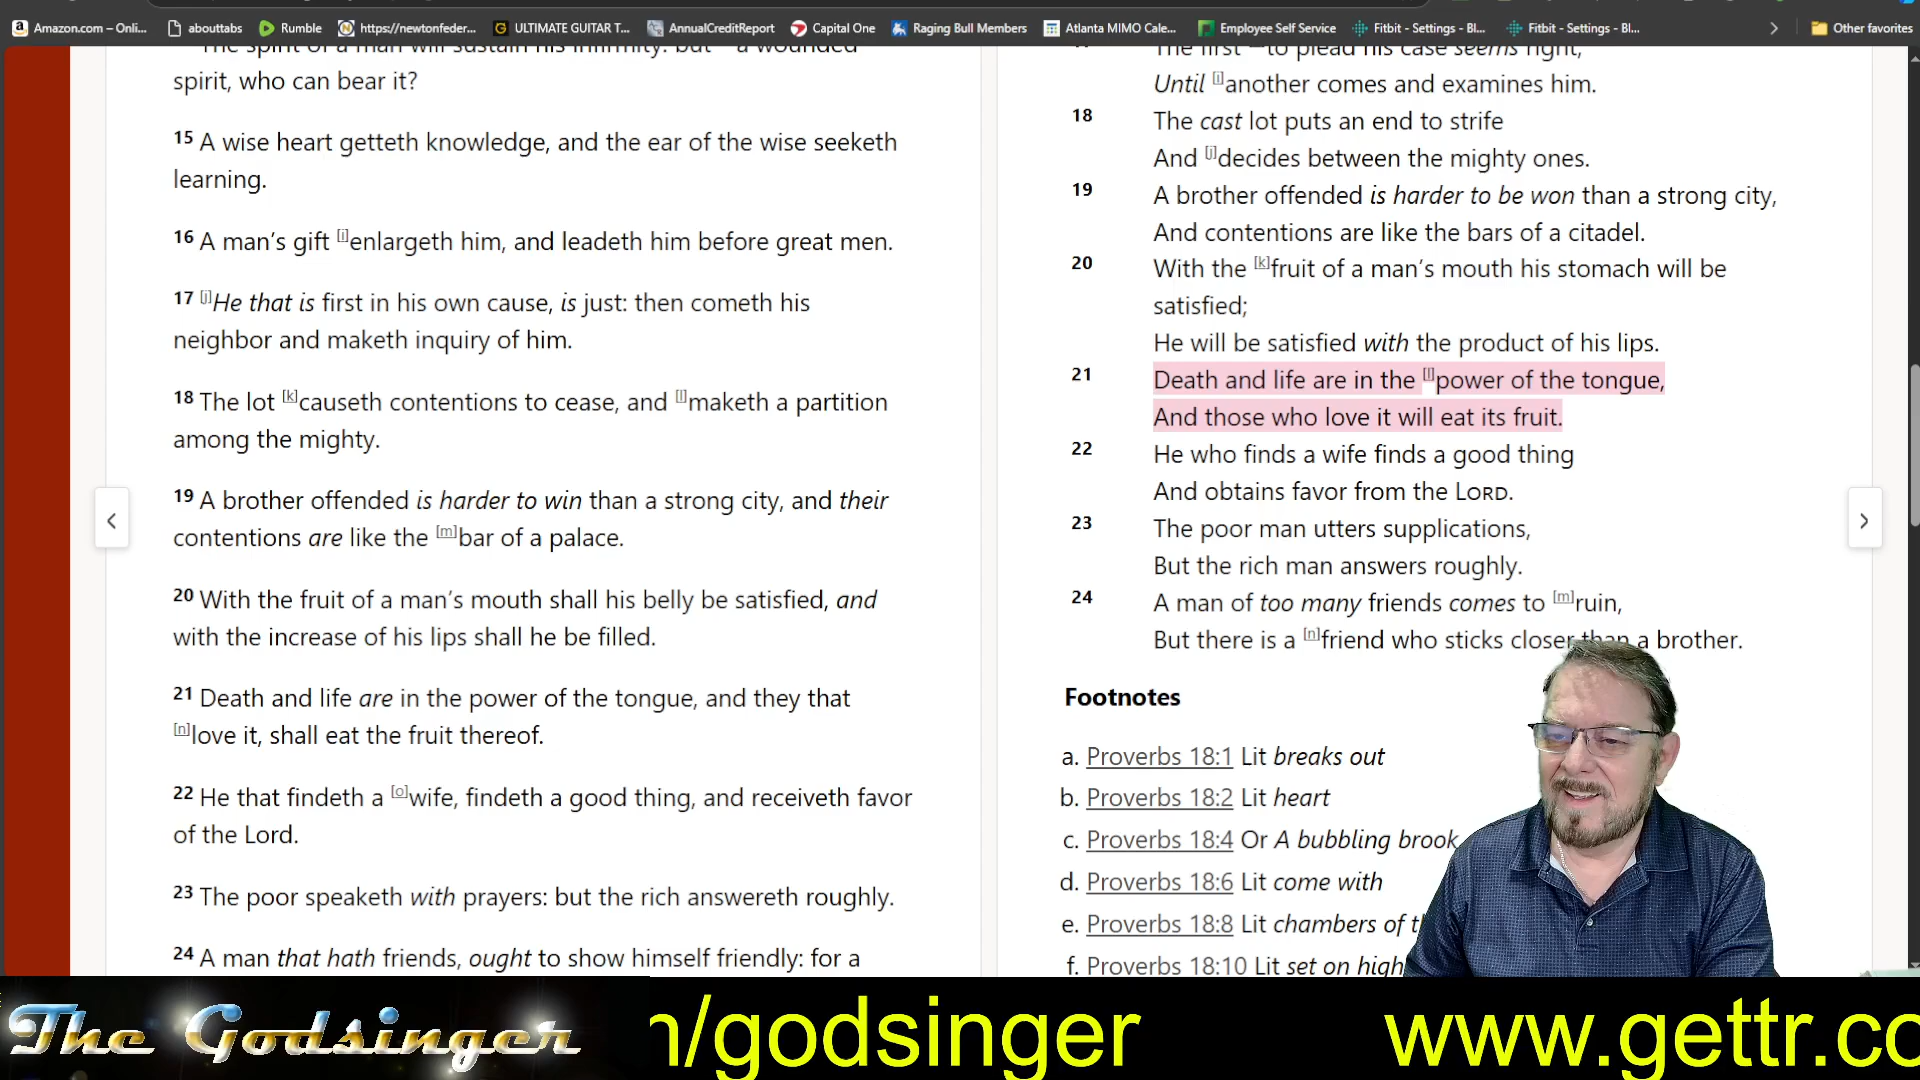 Amazon.com – Onli...
abouttabs
Rumble
https://newtonfeder...
ULTIMATE GUITAR T...
AnnualCreditReport
Capital One
Raging Bull Members
Atlanta MIMO Cale...
Employee Self Service
Fitbit - Settings - Bl...
Fitbit - Settings - Bl...
Other favorites
The spirit of a man will sustain his infirmity: but a wounded
spirit, who can bear it?
15 A wise heart getteth knowledge, and the ear of the wise seeketh
learning.
16 A man’s gift [i]enlargeth him, and leadeth him before great men.
17 [j]He that is first in his own cause, is just: then cometh his
neighbor and maketh inquiry of him.
18 The lot [k]causeth contentions to cease, and [l]maketh a partition
among the mighty.
19 A brother offended is harder to win than a strong city, and their
contentions are like the [m]bar of a palace.
20 With the fruit of a man’s mouth shall his belly be satisfied, and
with the increase of his lips shall he be filled.
21 Death and life are in the power of the tongue, and they that
[n]love it, shall eat the fruit thereof.
22 He that findeth a [o]wife, findeth a good thing, and receiveth favor
of the Lord.
23 The poor speaketh with prayers: but the rich answereth roughly.
24 A man that hath friends, ought to show himself friendly: for a
The first to plead his case seems right,
Until [i]another comes and examines him.
18 The cast lot puts an end to strife
And [j]decides between the mighty ones.
19 A brother offended is harder to be won than a strong city,
And contentions are like the bars of a citadel.
20 With the [k]fruit of a man’s mouth his stomach will be
satisfied;
He will be satisfied with the product of his lips.
21 Death and life are in the [l]power of the tongue,
And those who love it will eat its fruit.
22 He who finds a wife finds a good thing
And obtains favor from the LORD.
23 The poor man utters supplications,
But the rich man answers roughly.
24 A man of too many friends comes to [m]ruin,
But there is a [n]friend who sticks closer than a brother.
Footnotes
a. Proverbs 18:1 Lit breaks out
b. Proverbs 18:2 Lit heart
c. Proverbs 18:4 Or A bubbling brook
d. Proverbs 18:6 Lit come with
e. Proverbs 18:8 Lit chambers of t
f. Proverbs 18:10 Lit set on high
The Godsinger
n/godsinger
www.gettr.co